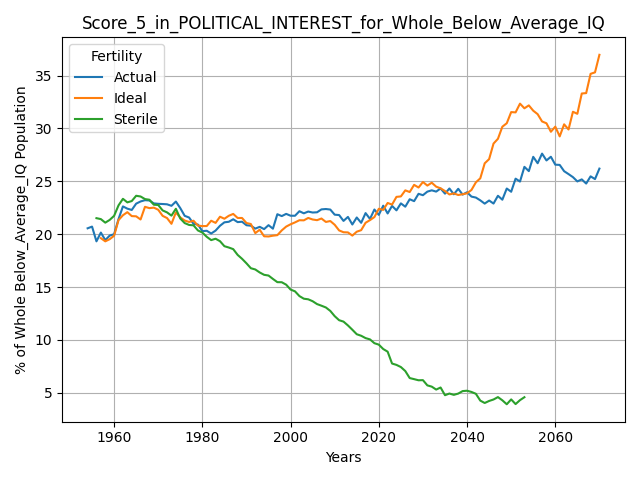 Score_5_in_POLITICAL_INTEREST_for_Whole_Below_Average_IQ
Fertility
Actual
Ideal
Sterile
% of Whole Below_Average_IQ Population
35
30
25
20
15
10
5
1960 1980 2000 2020 2040 2060
Years